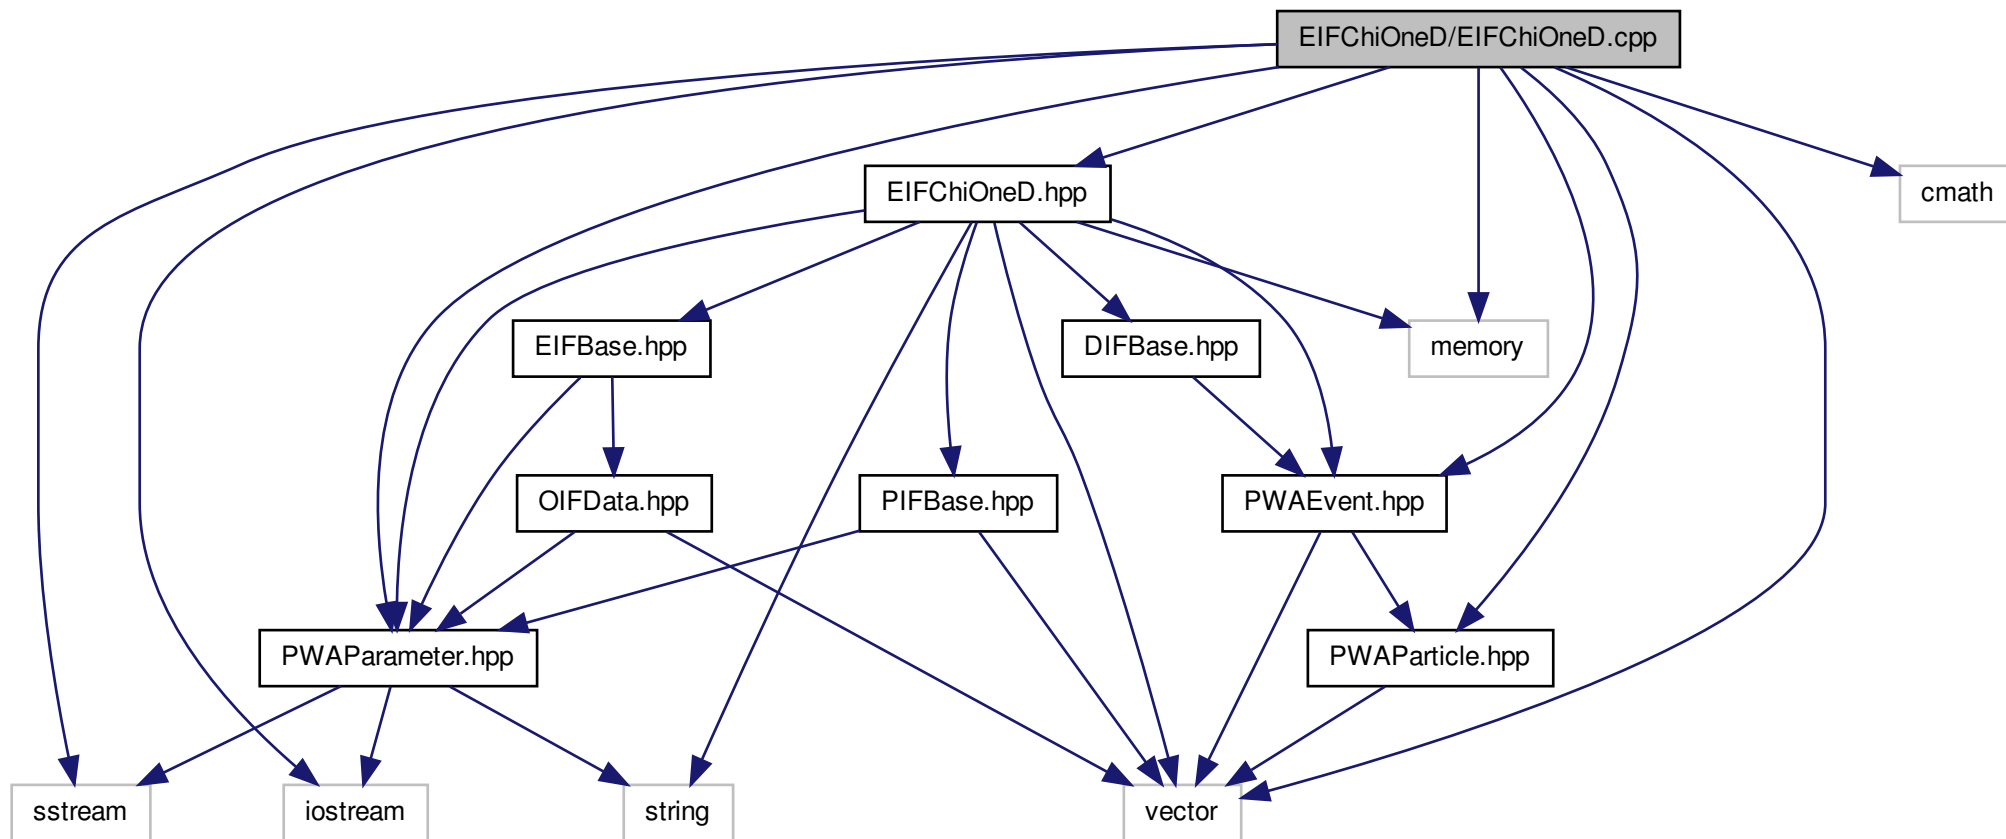 EIFChiOneD/EIFChiOneD.cpp
EIFChiOneD.hpp
cmath
EIFBase.hpp
DIFBase.hpp
memory
OIFData.hpp
PIFBase.hpp
PWAEvent.hpp
PWAParameter.hpp
PWAParticle.hpp
sstream
iostream
string
vector